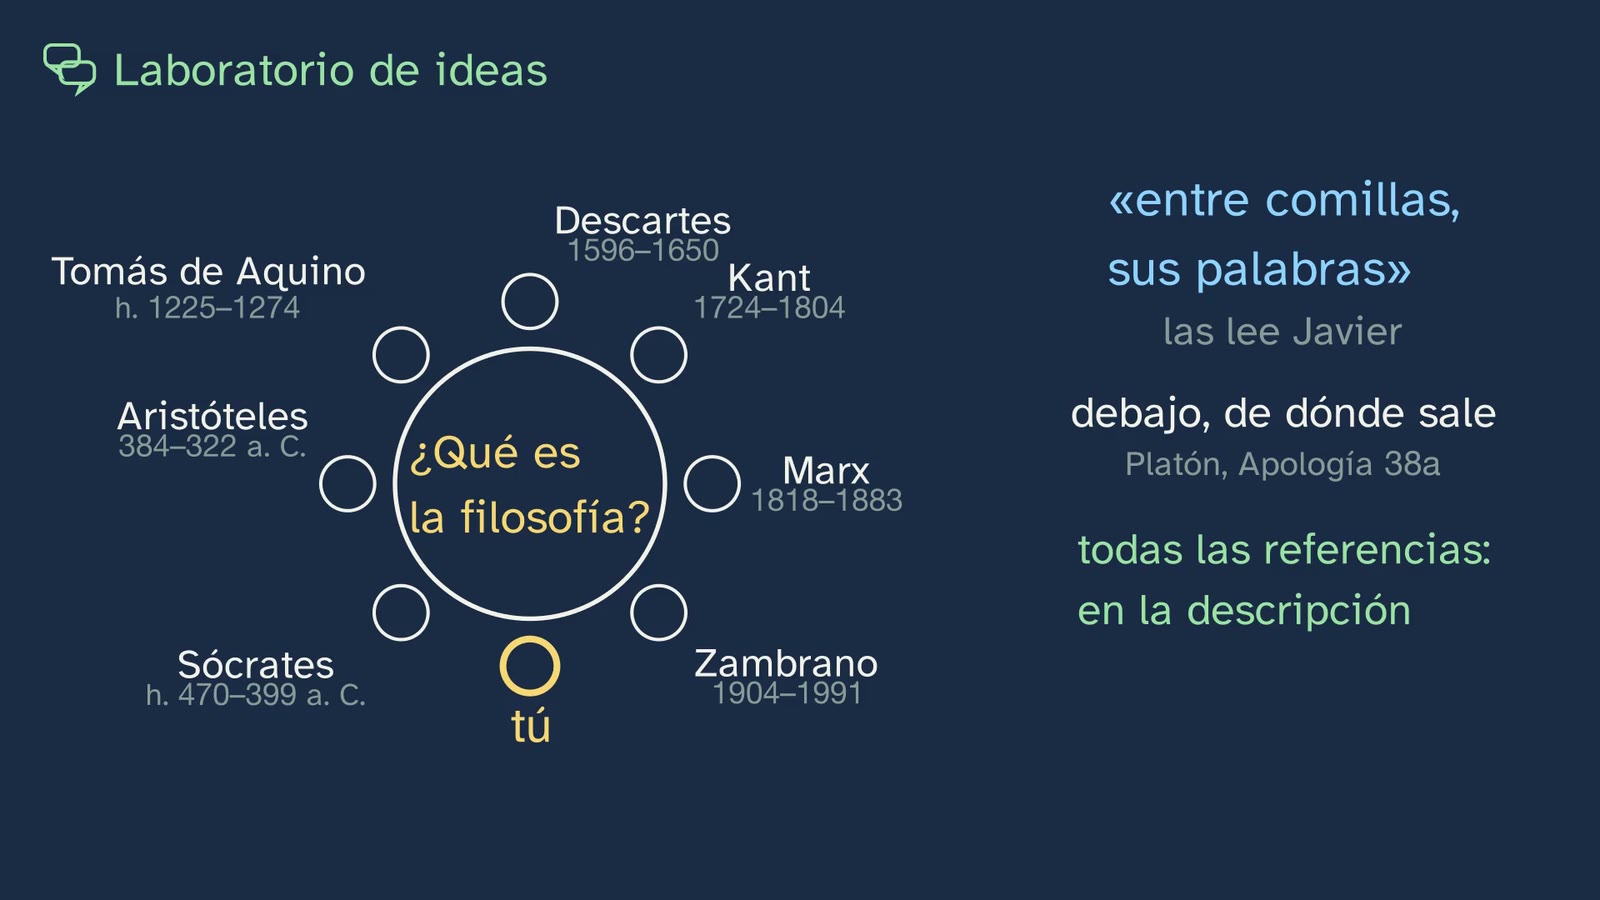 Laboratorio de ideas
Descartes
1596–1650
Tomás de Aquino
h. 1225–1274
Kant
1724–1804
Aristóteles
384–322 a. C.
¿Qué es
la filosofía?
Marx
1818–1883
Sócrates
h. 470–399 a. C.
Zambrano
1904–1991
tú
«entre comillas,
sus palabras»
las lee Javier
debajo, de dónde sale
Platón, Apología 38a
todas las referencias:
en la descripción